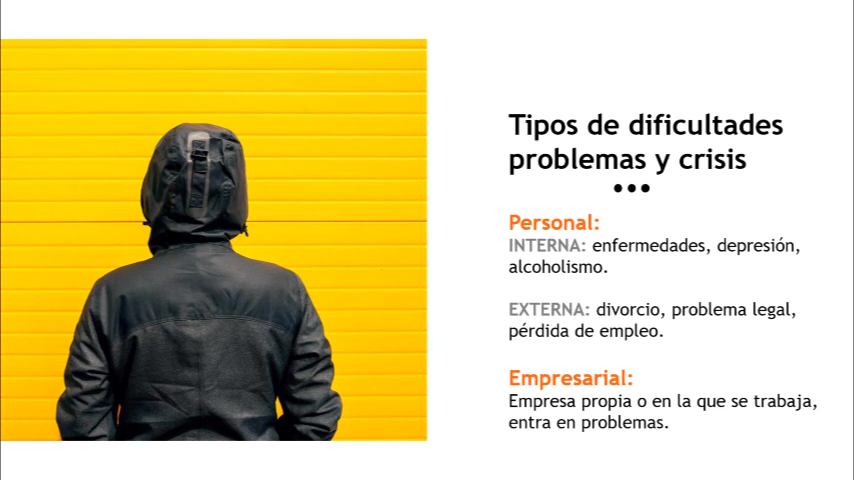 Tipos de dificultades
problemas y crisis
•••
Personal:
INTERNA: enfermedades, depresión,
alcoholismo.
EXTERNA: divorcio, problema legal,
pérdida de empleo.
Empresarial:
Empresa propia o en la que se trabaja,
entra en problemas.